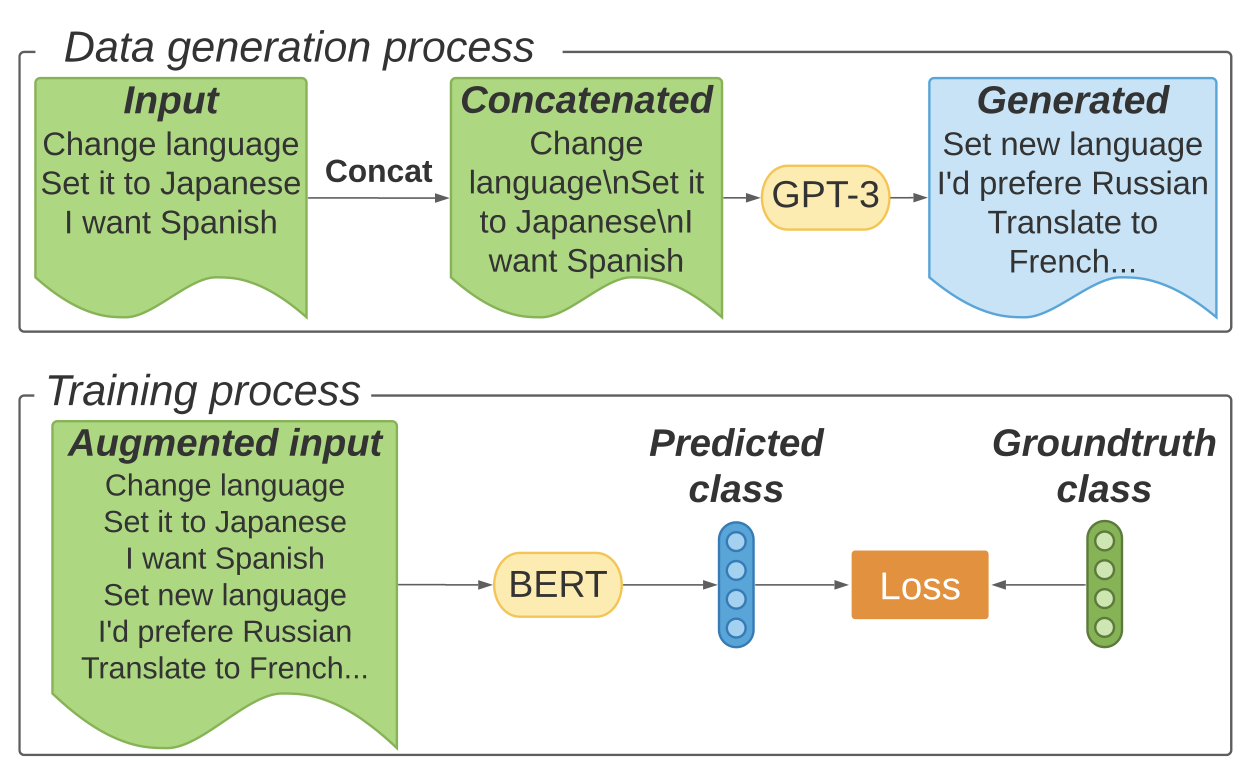 Data generation process
Input
Change language
Set it to Japanese
I want Spanish
Concat
Concatenated
Change
language\nSet it
to Japanese\nI
want Spanish
GPT-3
Generated
Set new language
I'd prefere Russian
Translate to
French...
Training process
Augmented input
Change language
Set it to Japanese
I want Spanish
Set new language
I'd prefere Russian
Translate to French...
BERT
Predicted
class
Loss
Groundtruth
class